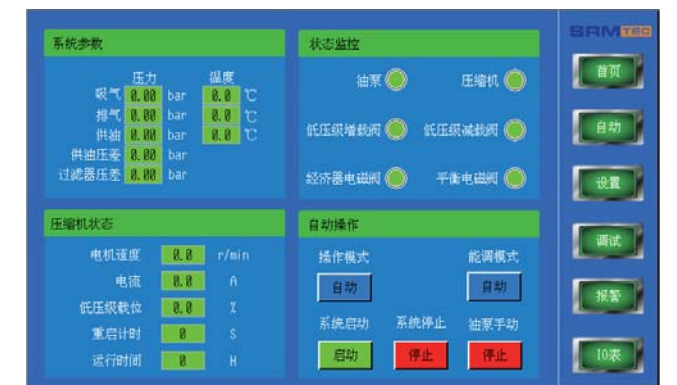 SRMTEC
系统参数
压力 温度
吸气 0.00 bar 0.0 ℃
排气 0.00 bar 0.0 ℃
供油 0.00 bar 0.0 ℃
供油压差 0.00 bar
过滤器压差 0.00 bar
状态监控
油泵 压缩机
低压级增载阀 低压级减载阀
经济器电磁阀 平衡电磁阀
压缩机状态
电机速度 0.0 r/min
电流 0.0 A
低压级载位 0.0 %
重启计时 0 S
运行时间 0 H
自动操作
操作模式 能调模式
自动 自动
系统启动 系统停止 油泵手动
启动 停止 停止
首页
自动
设置
调试
报警
IO表